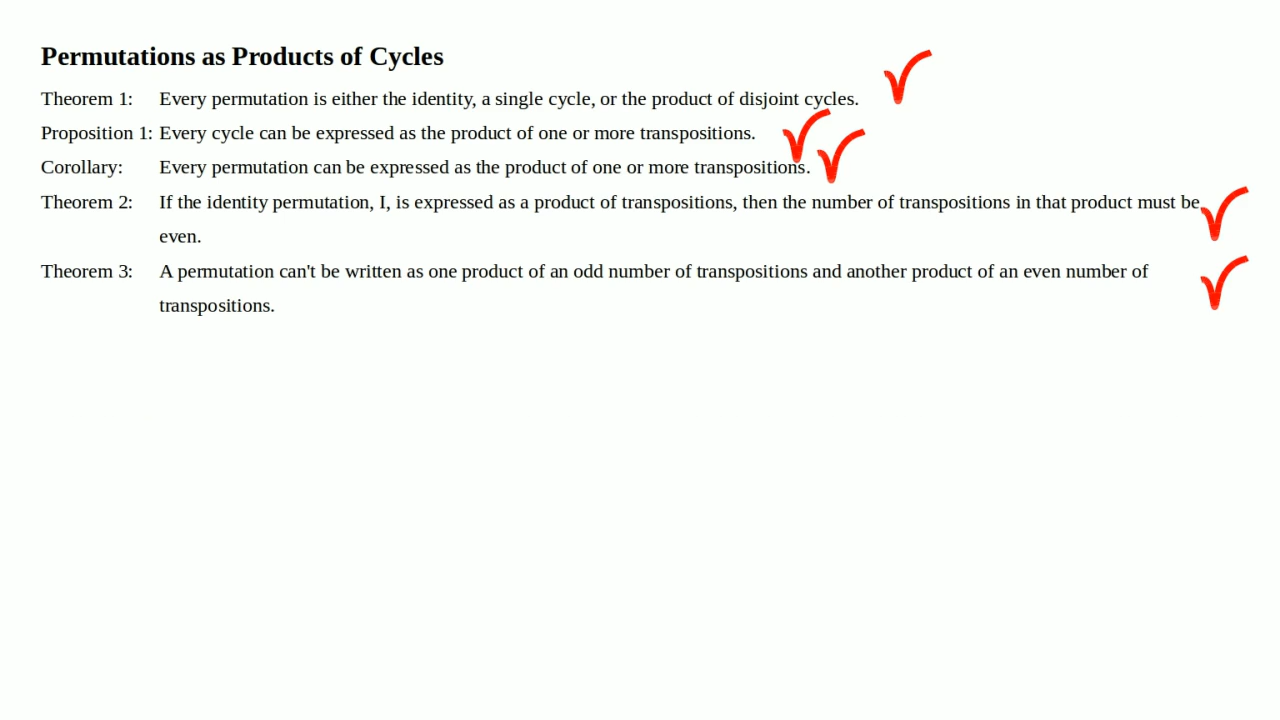 Permutations as Products of Cycles
Theorem 1: Every permutation is either the identity, a single cycle, or the product of disjoint cycles.
Proposition 1: Every cycle can be expressed as the product of one or more transpositions.
Corollary: Every permutation can be expressed as the product of one or more transpositions.
Theorem 2: If the identity permutation, I, is expressed as a product of transpositions, then the number of transpositions in that product must be
even.
Theorem 3: A permutation can't be written as one product of an odd number of transpositions and another product of an even number of
transpositions.